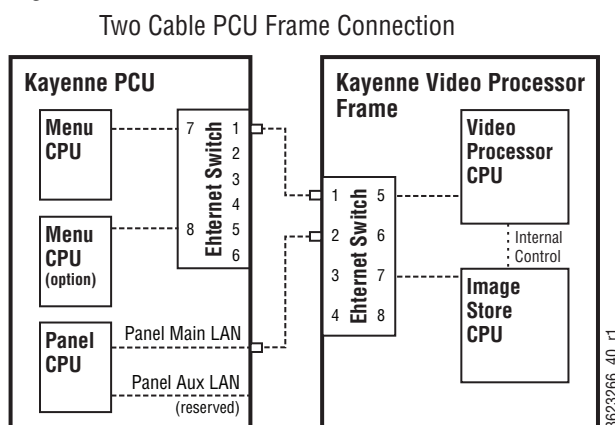 Two Cable PCU Frame Connection
Kayenne PCU
Menu
CPU
7
8
Ehternet Switch
1
2
3
4
5
6
Menu
CPU
(option)
Panel
CPU
Panel Main LAN
Panel Aux LAN
(reserved)
Kayenne Video Processor
Frame
1
2
3
4
Ehternet Switch
5
6
7
8
Video
Processor
CPU
Internal
Control
Image
Store
CPU
8623266_40_r1